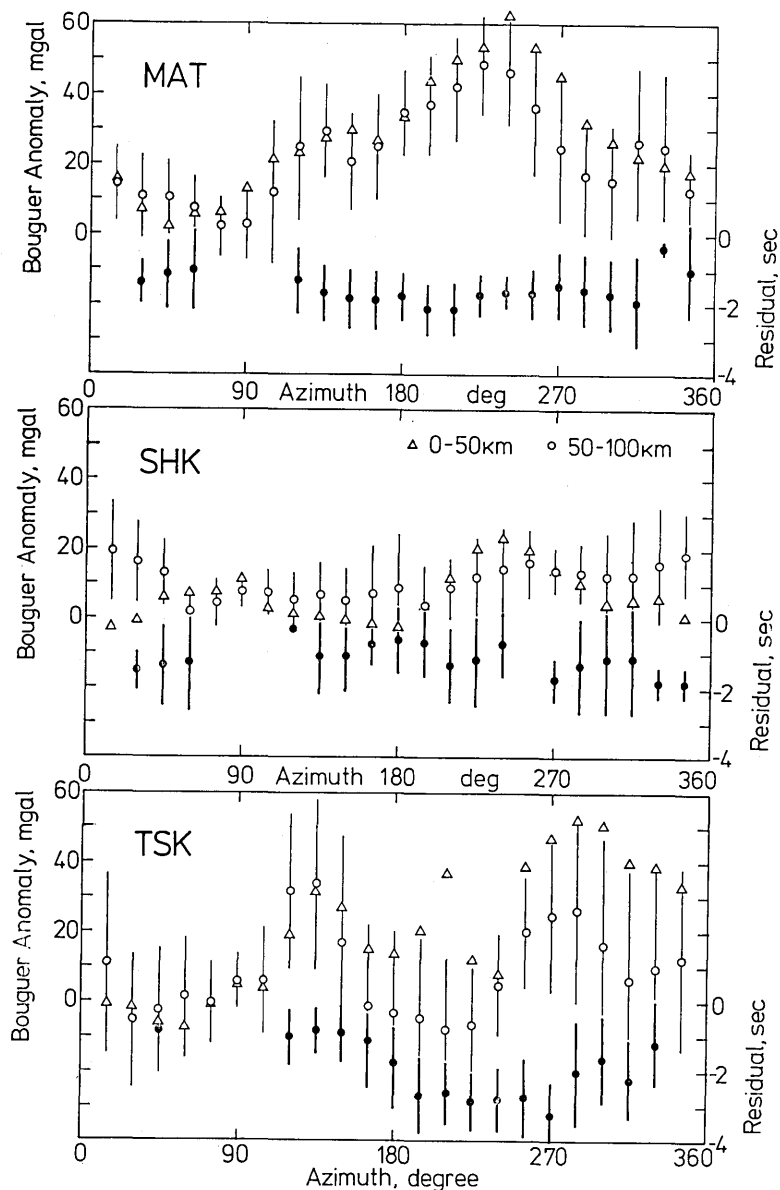 60
40
20
0
Bouguer Anomaly, mgal
MAT
0
-2
-4
Residual, sec
0
90
Azimuth
180
deg
270
360
60
40
20
0
Bouguer Anomaly, mgal
SHK
△ 0-50км
○ 50-100км
0
-2
-4
Residual, sec
0
90
Azimuth
180
deg
270
360
60
40
20
0
Bouguer Anomaly, mgal
TSK
0
-2
-4
Residual, sec
0
90
180
270
360
Azimuth, degree